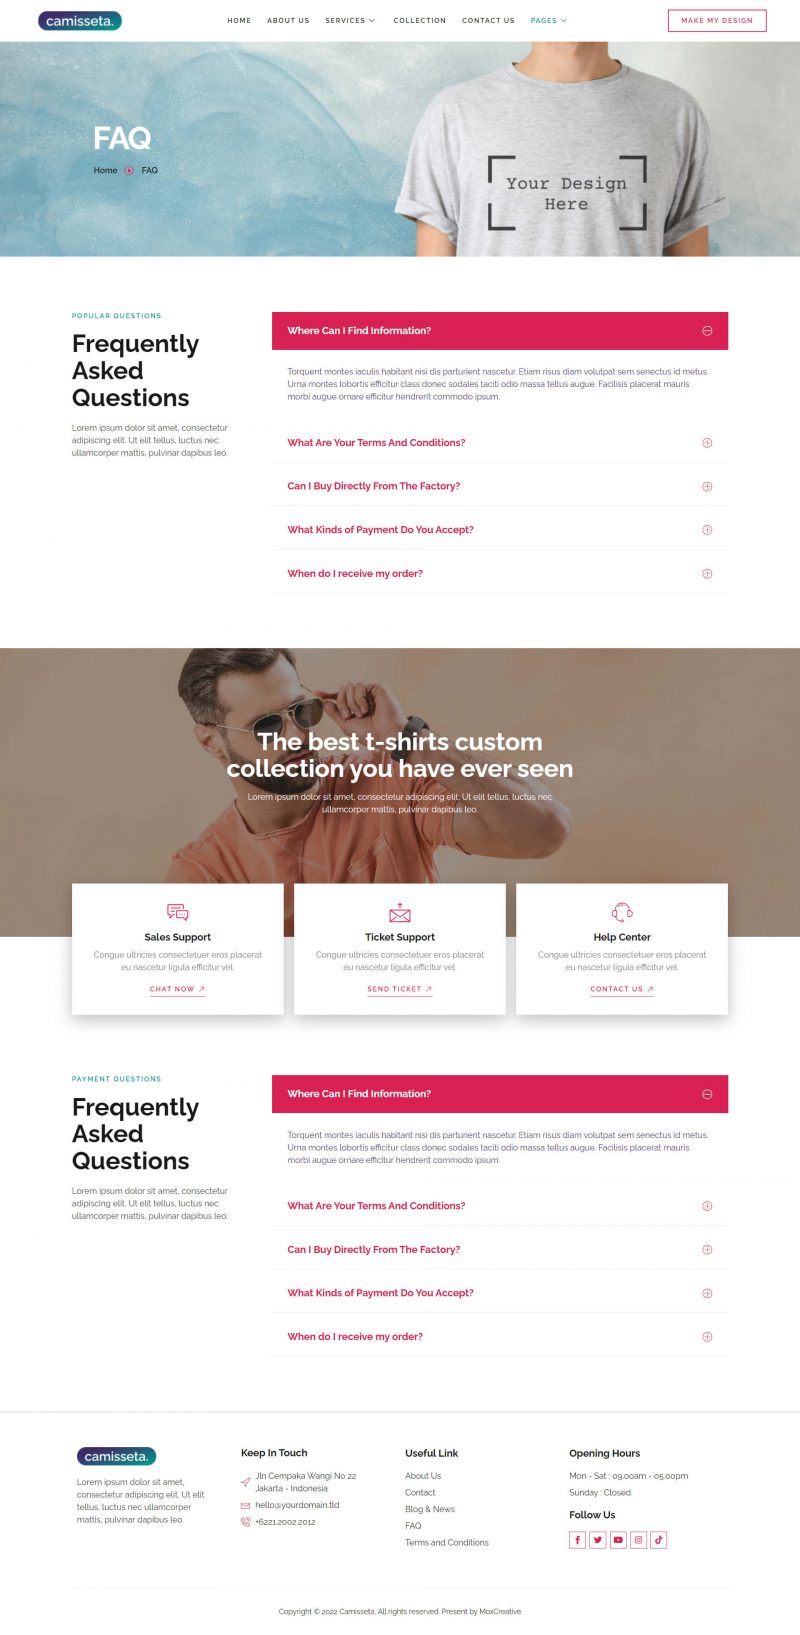 camisseta.
HOME ABOUT US SERVICES COLLECTION CONTACT US PAGES
MAKE MY DESIGN
FAQ
Home FAQ
Your Design
Here
POPULAR QUESTIONS
Frequently
Asked
Questions
Lorem ipsum dolor sit amet, consectetur
adipiscing elit. Ut elit tellus, luctus nec
ullamcorper mattis, pulvinar dapibus leo.
Where Can I Find Information?
Torquent montes iaculis habitant nisi dis parturient nascetur. Etiam risus diam volutpat sem senectus id metus.
Urna montes lobortis efficitur class donec sodales taciti odio massa tellus augue. Facilisis placerat mauris
morbi augue ornare efficitur hendrerit commodo ipsum.
What Are Your Terms And Conditions?
Can I Buy Directly From The Factory?
What Kinds of Payment Do You Accept?
When do I receive my order?
The best t-shirts custom
collection you have ever seen
Lorem ipsum dolor sit amet, consectetur adipiscing elit. Ut elit tellus, luctus nec
ullamcorper mattis, pulvinar dapibus leo.
Sales Support
Congue ultricies consectetuer eros placerat
eu nascetur ligula efficitur vel.
CHAT NOW
Ticket Support
Congue ultricies consectetuer eros placerat
eu nascetur ligula efficitur vel.
SEND TICKET
Help Center
Congue ultricies consectetuer eros placerat
eu nascetur ligula efficitur vel.
CONTACT US
PAYMENT QUESTIONS
Frequently
Asked
Questions
Lorem ipsum dolor sit amet, consectetur
adipiscing elit. Ut elit tellus, luctus nec
ullamcorper mattis, pulvinar dapibus leo.
Where Can I Find Information?
Torquent montes iaculis habitant nisi dis parturient nascetur. Etiam risus diam volutpat sem senectus id metus.
Urna montes lobortis efficitur class donec sodales taciti odio massa tellus augue. Facilisis placerat mauris
morbi augue ornare efficitur hendrerit commodo ipsum.
What Are Your Terms And Conditions?
Can I Buy Directly From The Factory?
What Kinds of Payment Do You Accept?
When do I receive my order?
camisseta.
Lorem ipsum dolor sit amet,
consectetur adipiscing elit. Ut elit
tellus, luctus nec ullamcorper
mattis, pulvinar dapibus leo.
Keep In Touch
Jln Cempaka Wangi No 22
Jakarta - Indonesia
hello@yourdomain.tld
+6221.2002.2012
Useful Link
About Us
Contact
Blog & News
FAQ
Terms and Conditions
Opening Hours
Mon - Sat : 09.00am - 05.00pm
Sunday : Closed
Follow Us
Copyright © 2022 Camisseta. All rights reserved. Present by MoxCreative